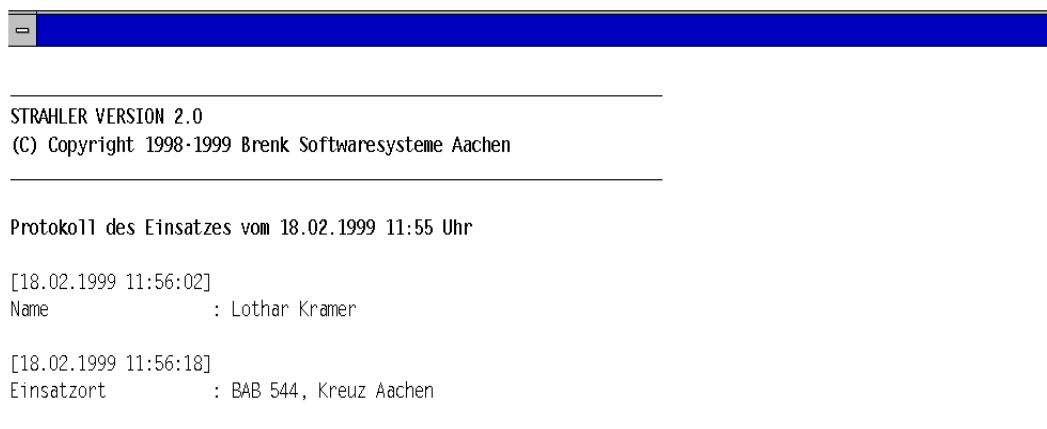 STRAHLER VERSION 2.0
(C) Copyright 1998-1999 Brenk Softwaresysteme Aachen
Protokoll des Einsatzes vom 18.02.1999 11:55 Uhr
[18.02.1999 11:56:02]
Name : Lothar Kramer
[18.02.1999 11:56:18]
Einsatzort : BAB 544, Kreuz Aachen